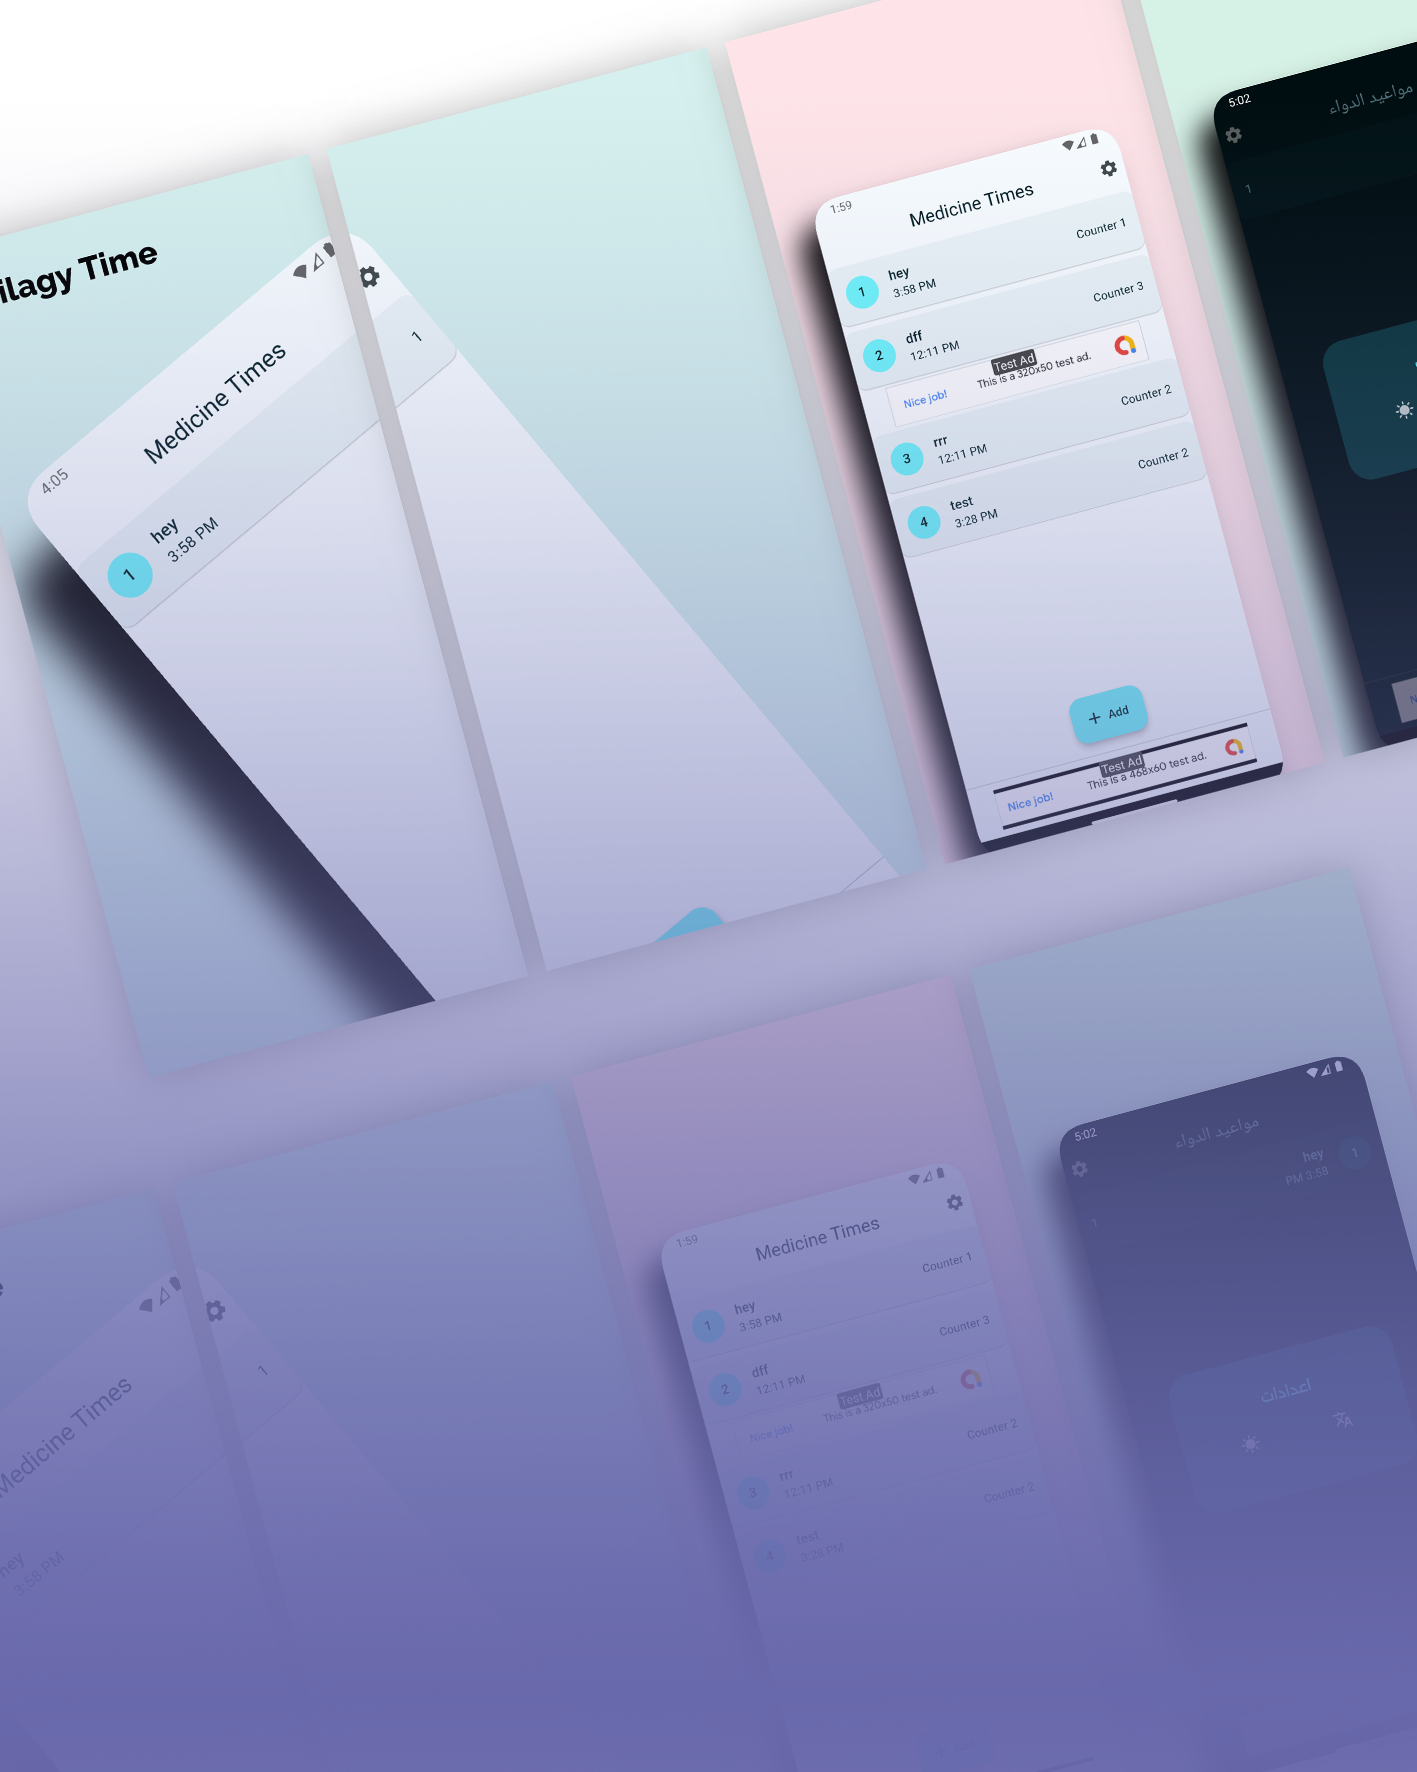 ilagy Time
4:05
Medicine Times
1
hey
3:58 PM
1
1:59
Medicine Times
1
hey
3:58 PM
Counter 1
2
dff
12:11 PM
Counter 3
Test Ad
Nice job!
This is a 320x50 test ad.
3
rrr
12:11 PM
Counter 2
4
test
3:28 PM
Counter 2
+ Add
Test Ad
Nice job!
This is a 468x60 test ad.
5:02
مواعيد الدواء
1
N
Medicine Times
1
hey
3:58 PM
1:59
Medicine Times
1
hey
3:58 PM
Counter 1
2
dff
12:11 PM
Counter 3
Test Ad
Nice job!
This is a 320x50 test ad.
3
rrr
12:11 PM
Counter 2
4
test
3:28 PM
Counter 2
5:02
مواعيد الدواء
1
hey
PM 3:58
1
اعدادات